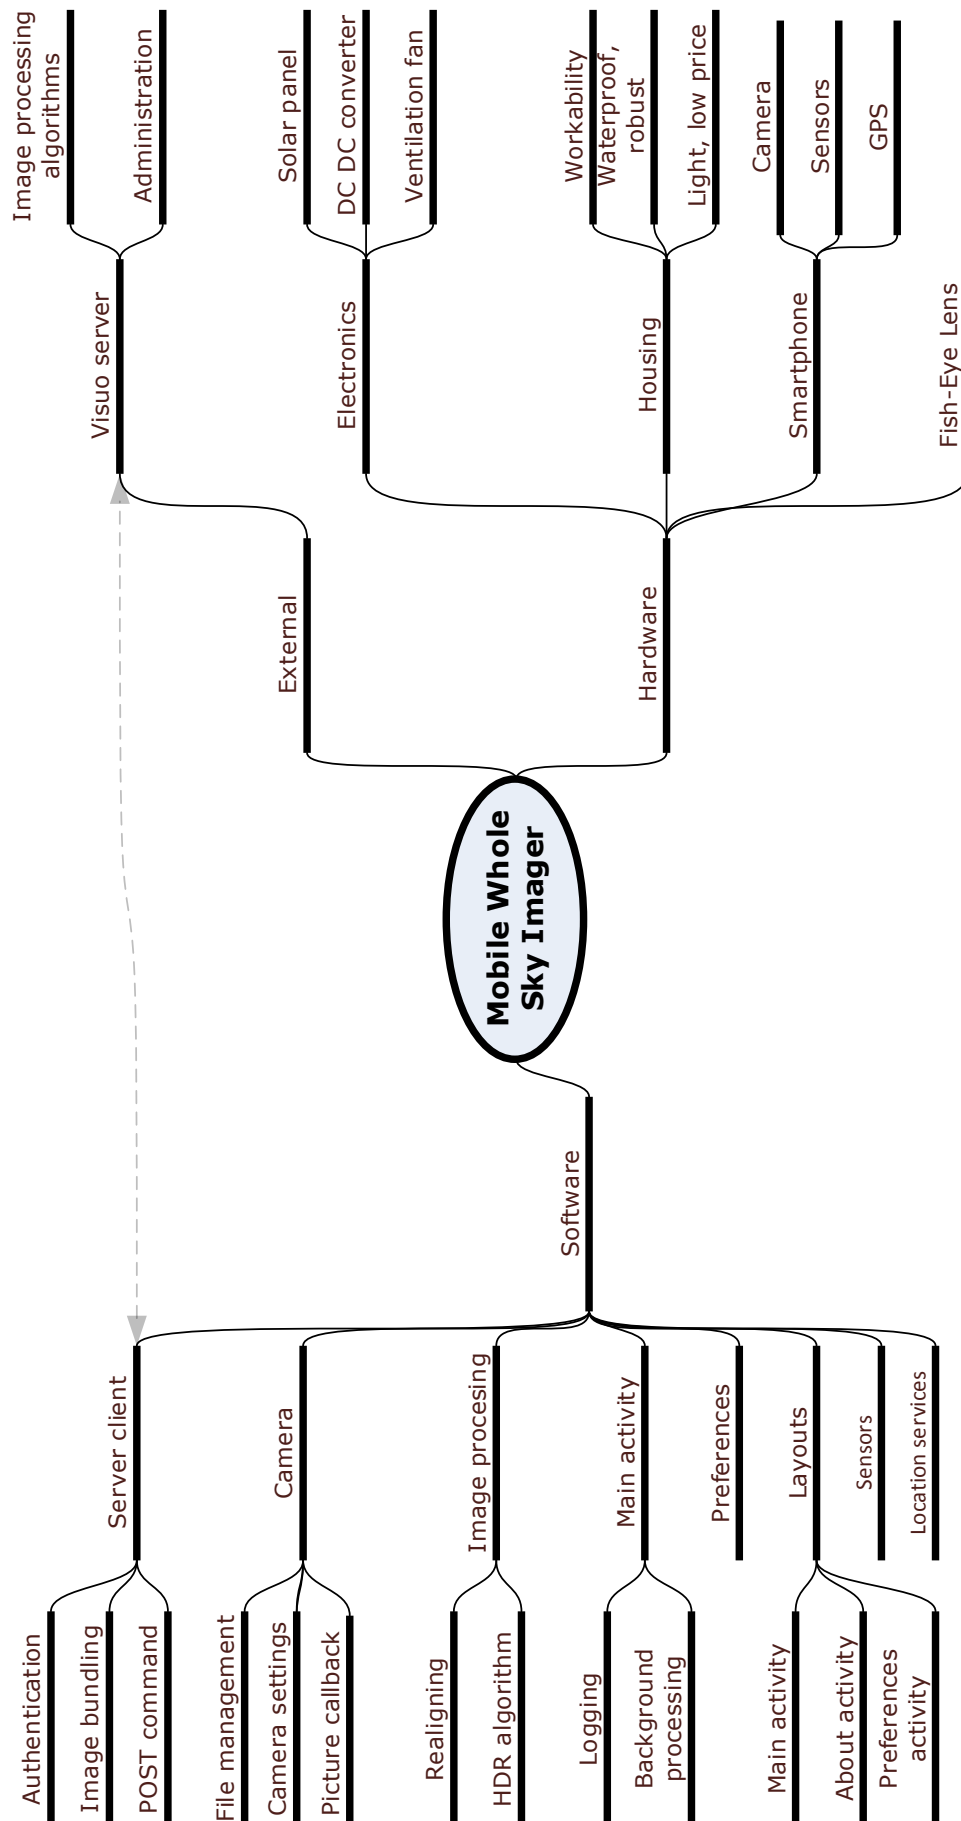 Mobile Whole
Sky Imager
Software
Server client
Authentication
Image bundling
POST command
Camera
File management
Camera settings
Picture callback
Image procesing
Realigning
HDR algorithm
Main activity
Logging
Background
processing
Preferences
Layouts
Main activity
About activity
Preferences
activity
Sensors
Location services
External
Visuo server
Image processing
algorithms
Administration
Hardware
Electronics
Solar panel
DC DC converter
Ventilation fan
Housing
Workability
Waterproof,
robust
Light, low price
Smartphone
Camera
Sensors
GPS
Fish-Eye Lens